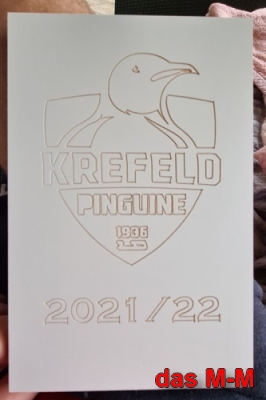 KREFELD
PINGUINE
1936
2021/22
das M-M